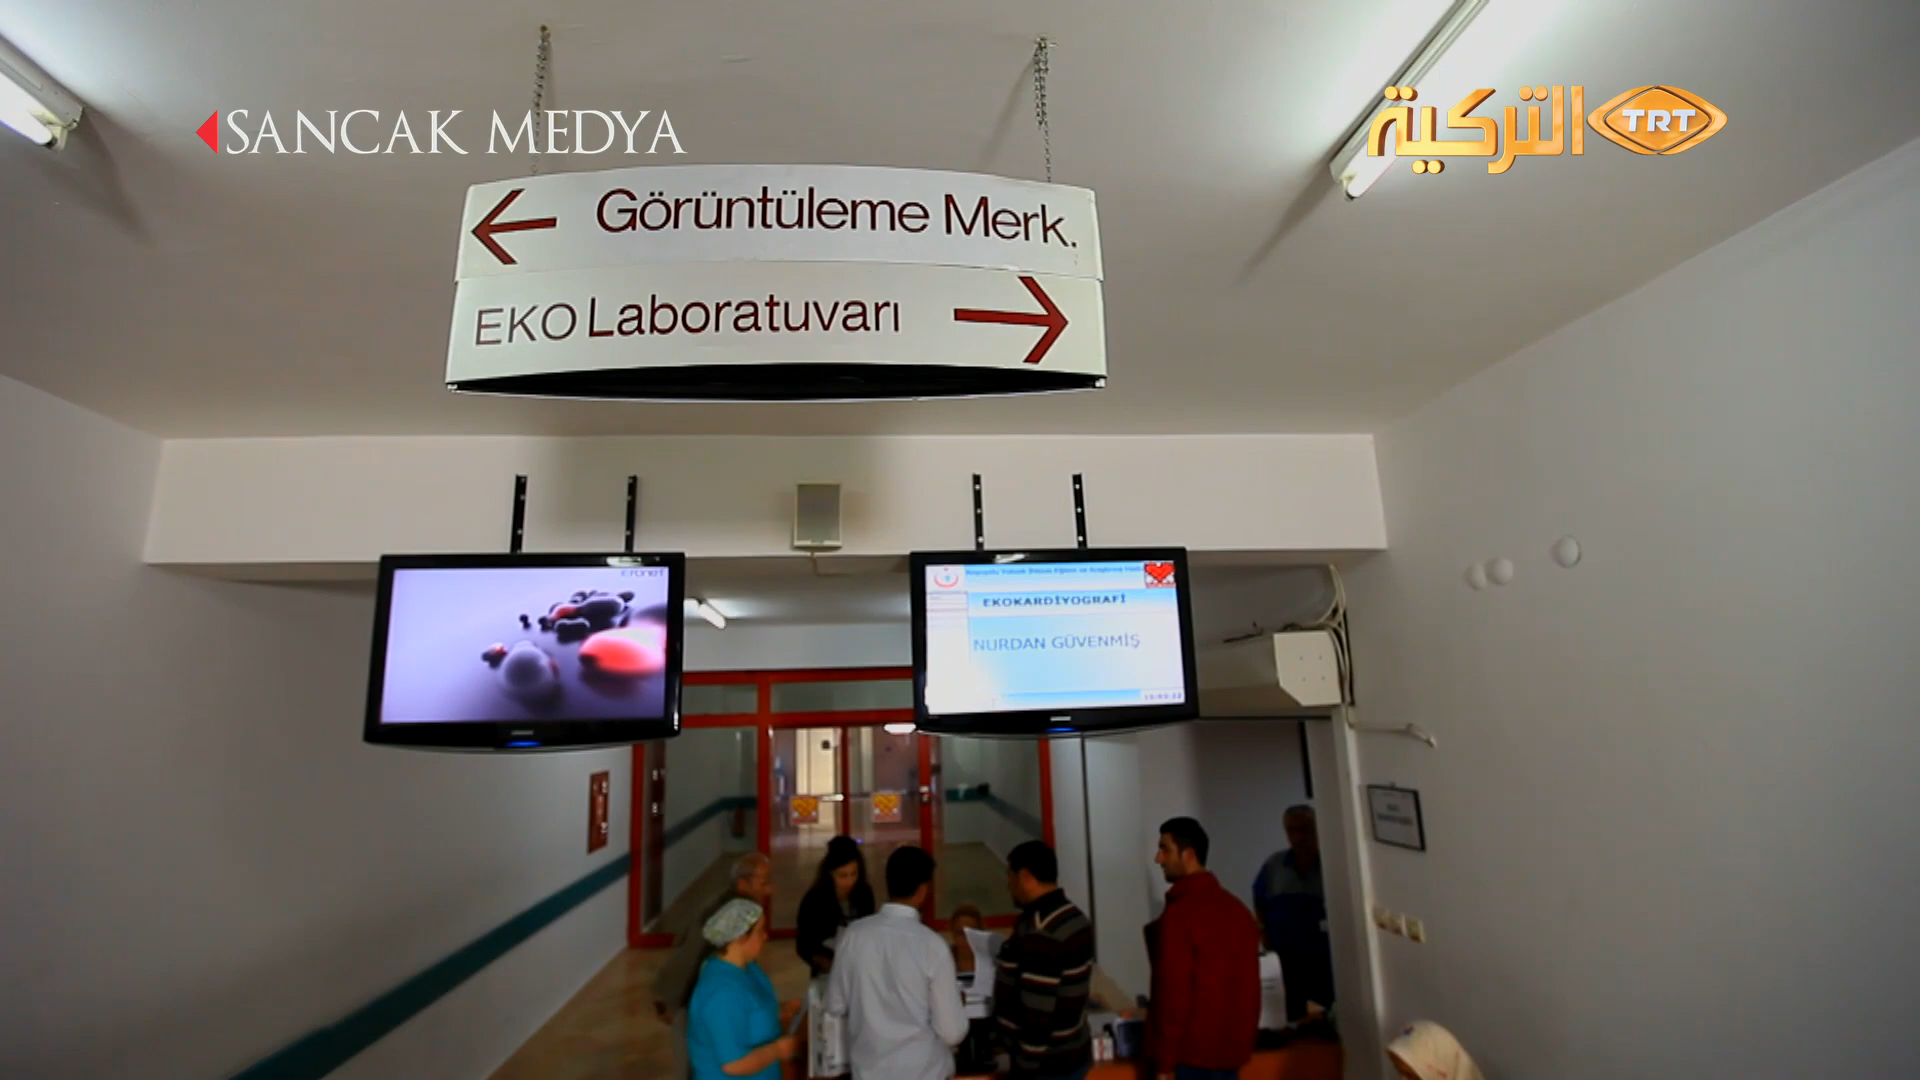 SANCAK MEDYA
التركية TRT
Görüntüleme Merk.
EKO Laboratuvarı
EKOKARDİYOGRAFİ
NURDAN GÜVENMİŞ